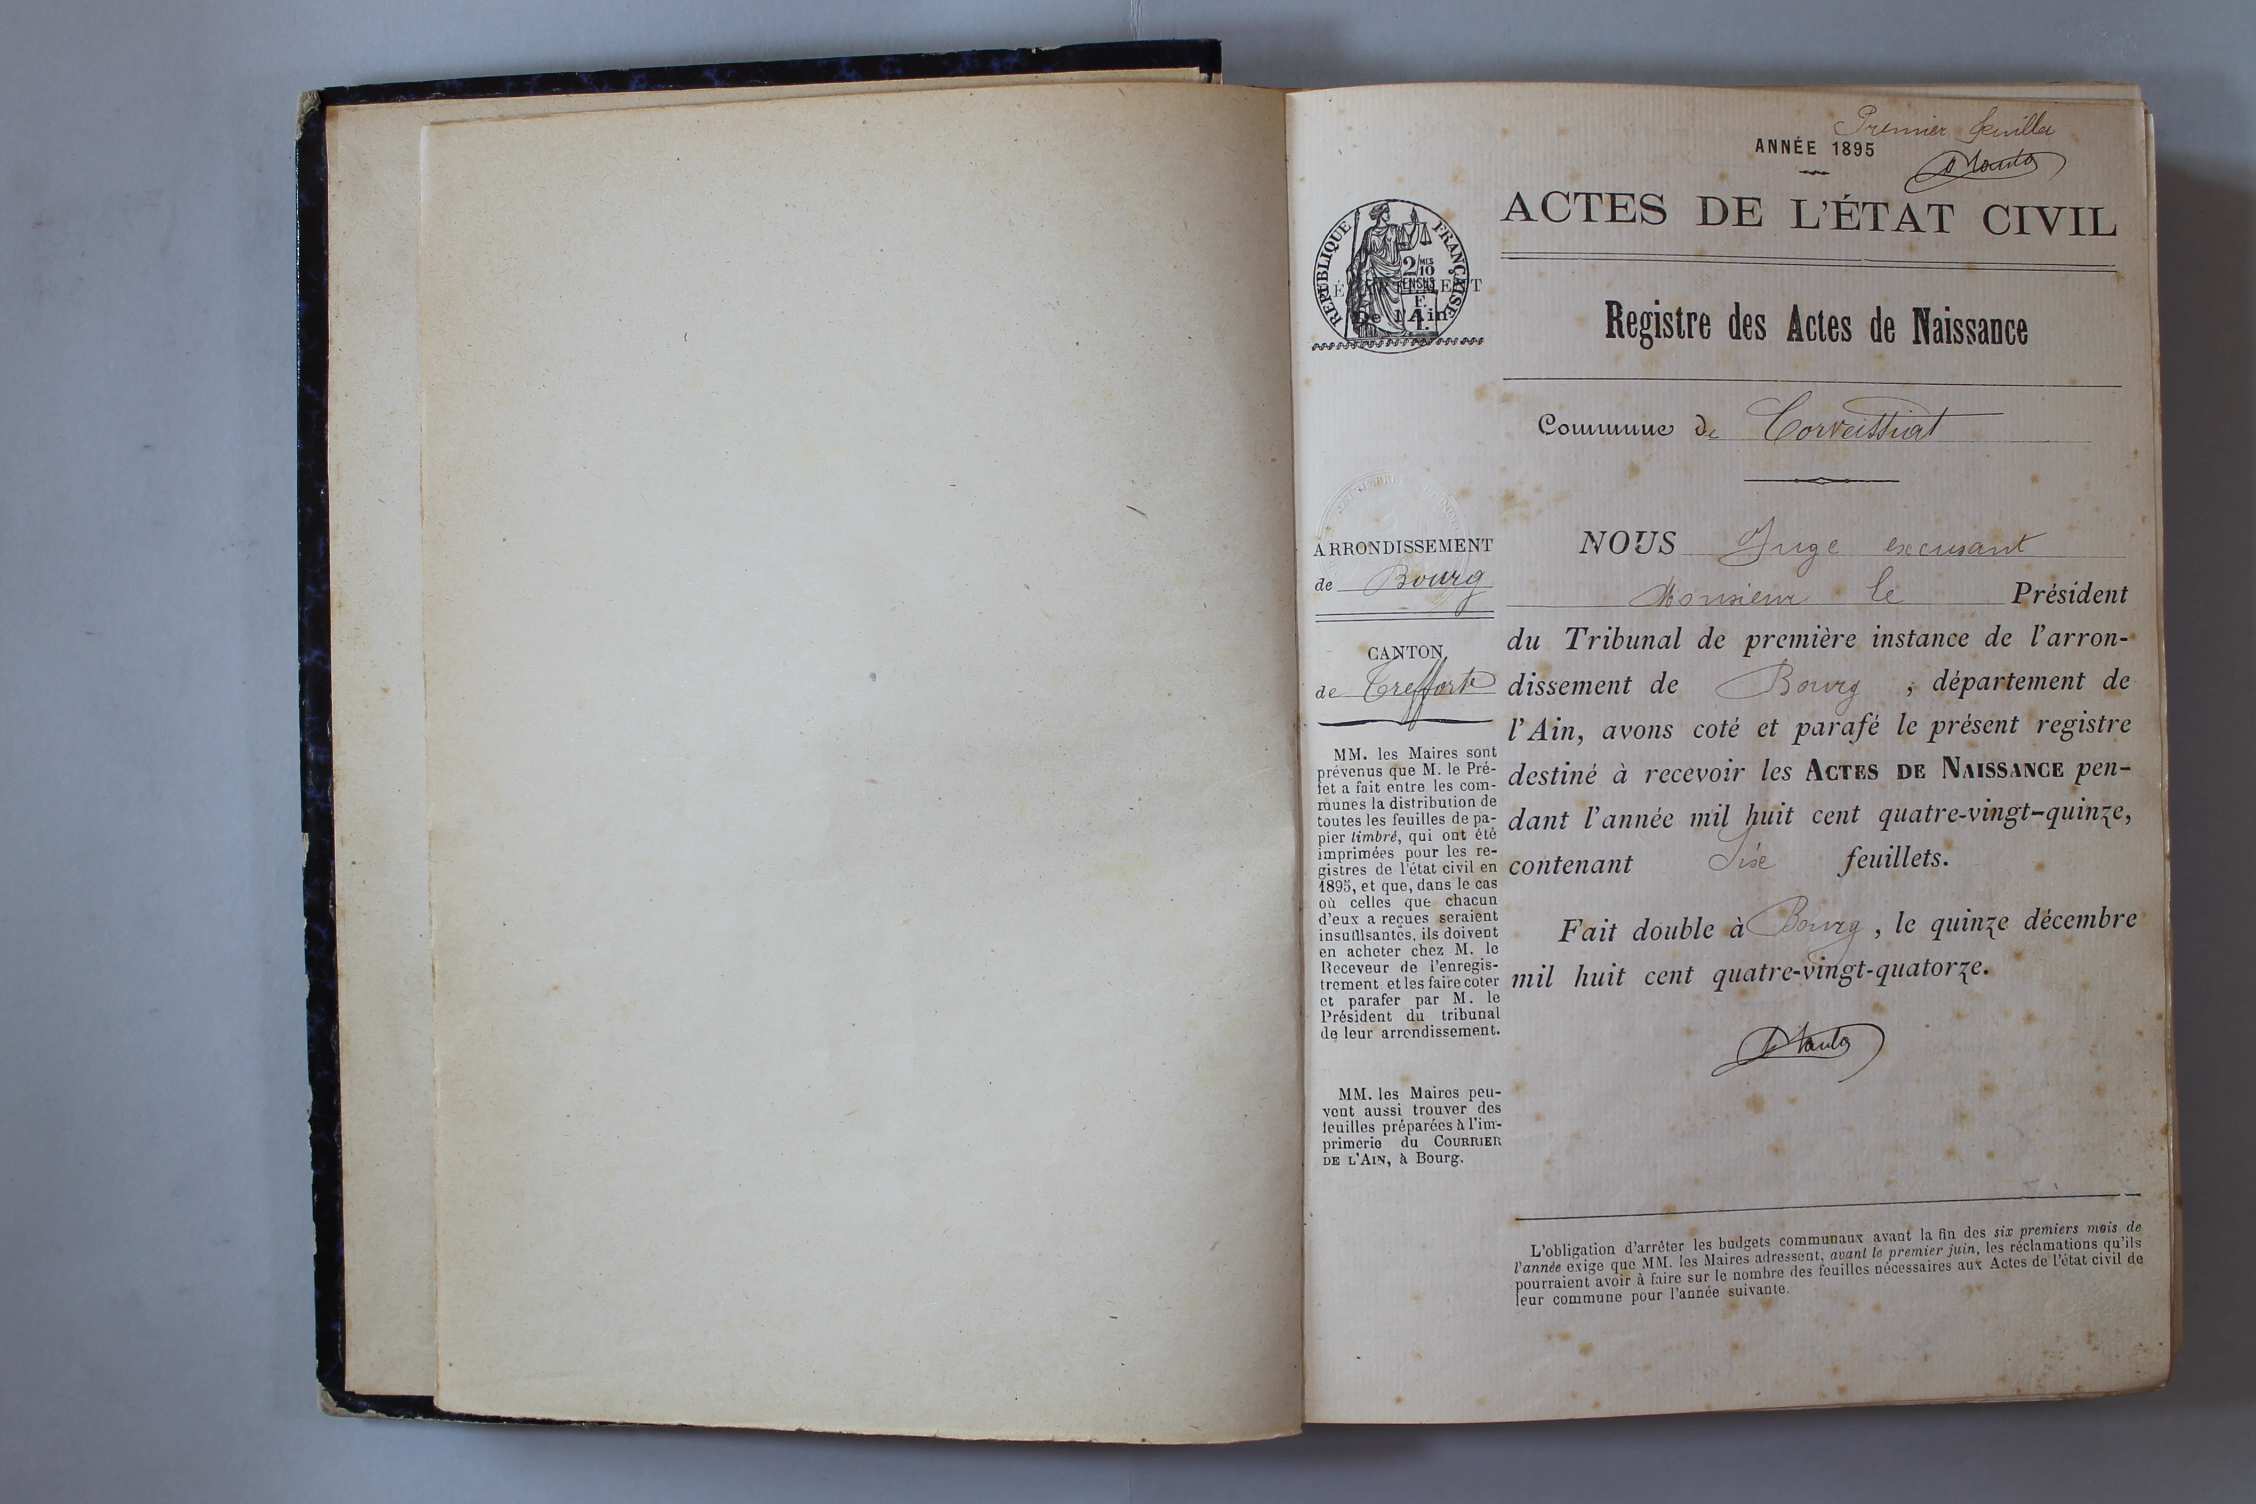 Premier feuillet
ANNÉE 1895
ACTES DE L'ÉTAT CIVIL
RÉPUBLIQUE FRANÇAISE
2/10 MES
EN SUS
DÉPARTEMENT
De l'Ain
Registre des Actes de Naissance
Commune de Corveissiat
ARRONDISSEMENT
de Bourg
CANTON
de Treffort
MM. les Maires sont
prévenus que M. le Pré-
fet a fait entre les com-
munes la distribution de
toutes les feuilles de pa-
pier timbré, qui ont été
imprimées pour les re-
gistres de l'état civil en
1895, et que, dans le cas
où celles que chacun
d'eux a reçues seraient
insuffisantes, ils doivent
en acheter chez M. le
Receveur de l'enregis-
trement et les faire coter
et parafer par M. le
Président du tribunal
de leur arrondissement.
MM. les Maires peu-
vent aussi trouver des
feuilles préparées à l'im-
primerie du COURRIER
DE L'AIN, à Bourg.
NOUS Juge excusant
Monsieur le Président
du Tribunal de première instance de l'arron-
dissement de Bourg, département de
l'Ain, avons coté et parafé le présent registre
destiné à recevoir les ACTES DE NAISSANCE pen-
dant l'année mil huit cent quatre-vingt-quinze,
contenant Six feuillets.
Fait double à Bourg, le quinze décembre
mil huit cent quatre-vingt-quatorze.
L'obligation d'arrêter les budgets communaux avant la fin des six premiers mois de
l'année exige que MM. les Maires adressent, avant le premier juin, les réclamations qu'ils
pourraient avoir à faire sur le nombre des feuilles nécessaires aux Actes de l'état civil de
leur commune pour l'année suivante.